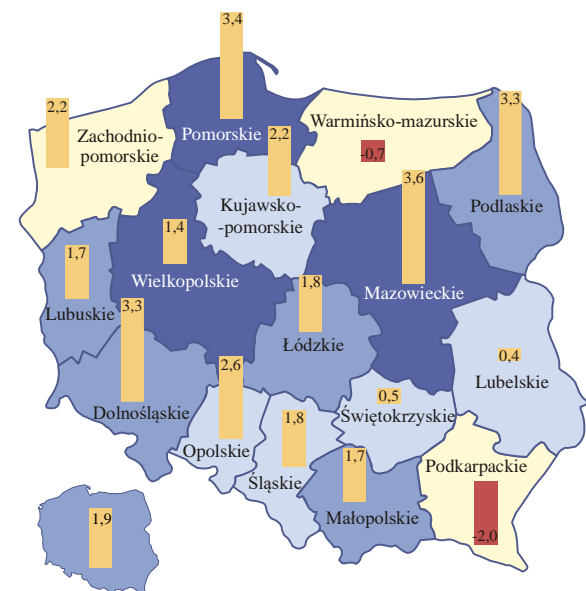 3,4
2,2
Zachodnio-
pomorskie
Pomorskie
2,2
Warmińsko-mazurskie
-0,7
3,3
Podlaskie
Kujawsko-
-pomorskie
3,6
Mazowieckie
1,4
Wielkopolskie
1,7
Lubuskie
1,8
Łódzkie
3,3
Dolnośląskie
0,4
Lubelskie
2,6
Opolskie
0,5
Świętokrzyskie
1,8
Śląskie
1,7
Małopolskie
Podkarpackie
-2,0
1,9